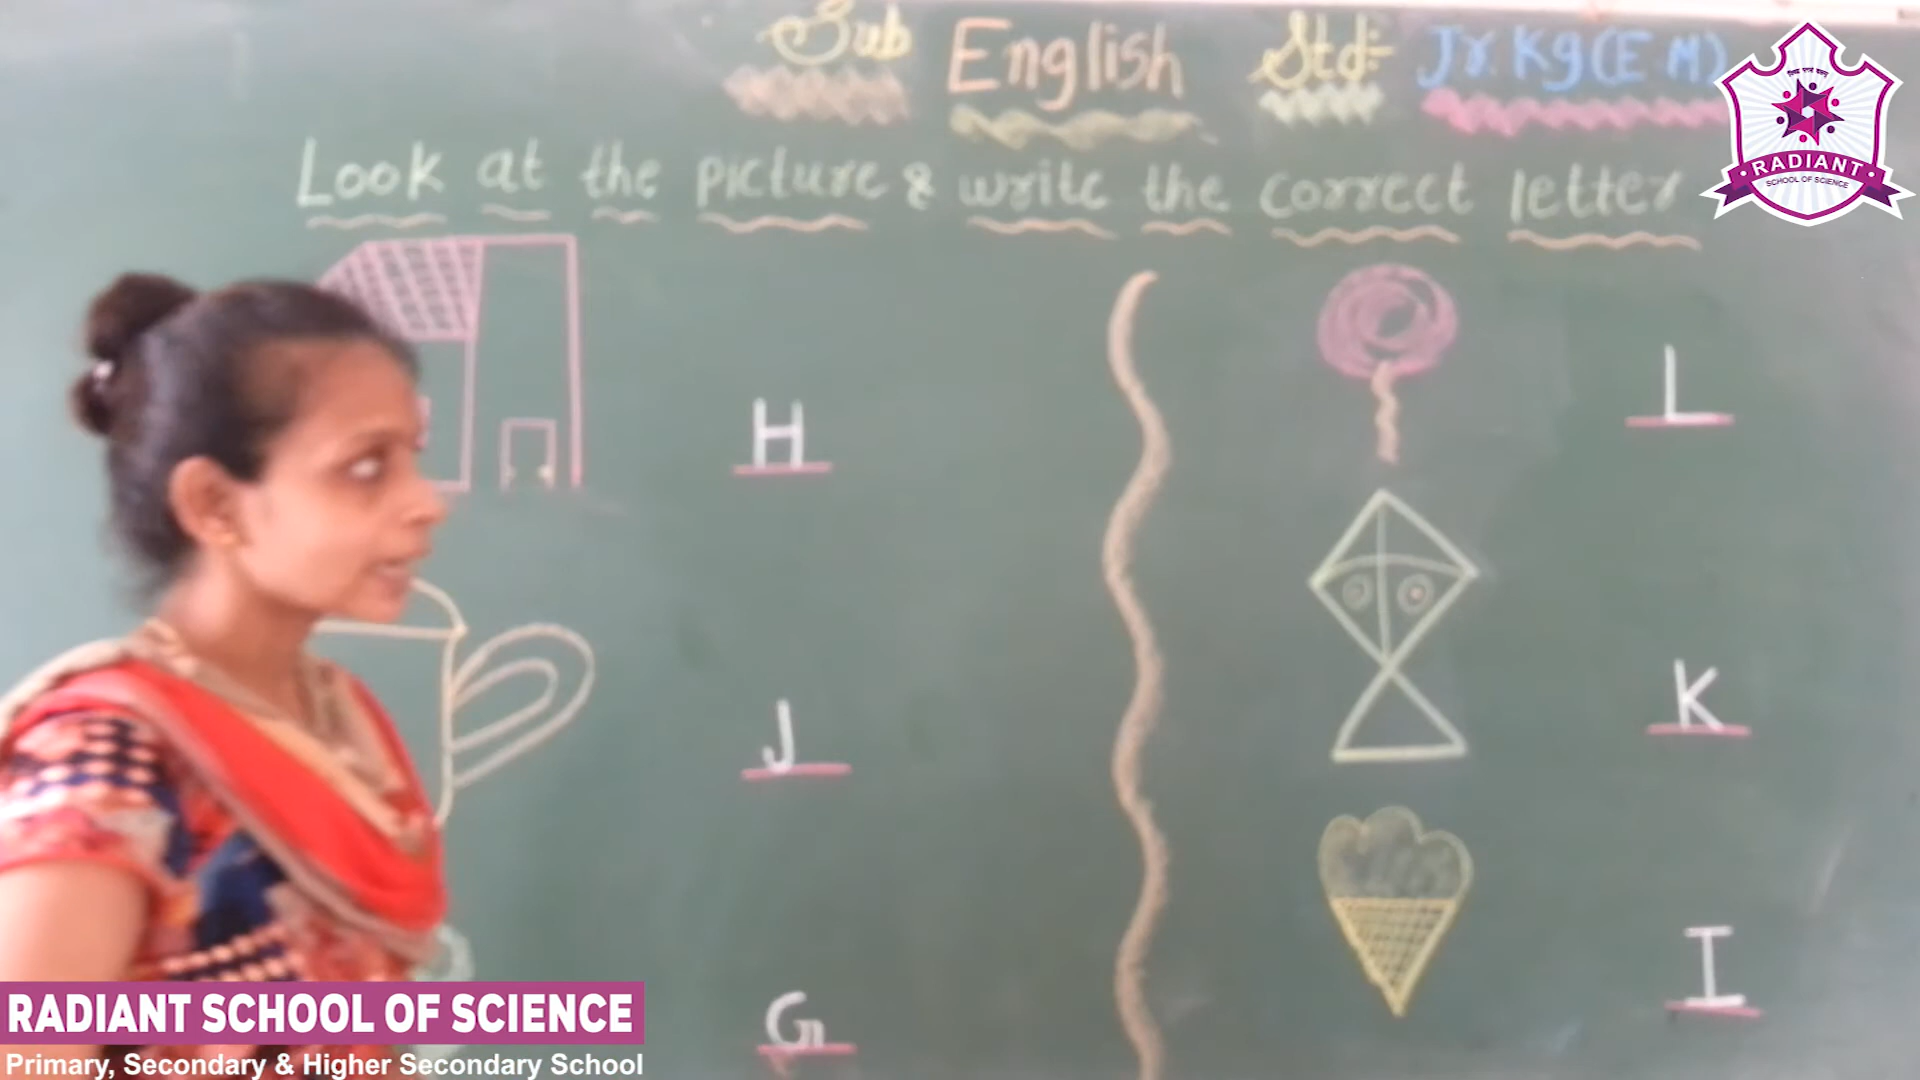 Sub English Std:- Jr. Kg (E.M)
Look at the picture & write the correct letter
H
J
G
L
K
I
RADIANT
SCHOOL OF SCIENCE
RADIANT SCHOOL OF SCIENCE
Primary, Secondary & Higher Secondary School